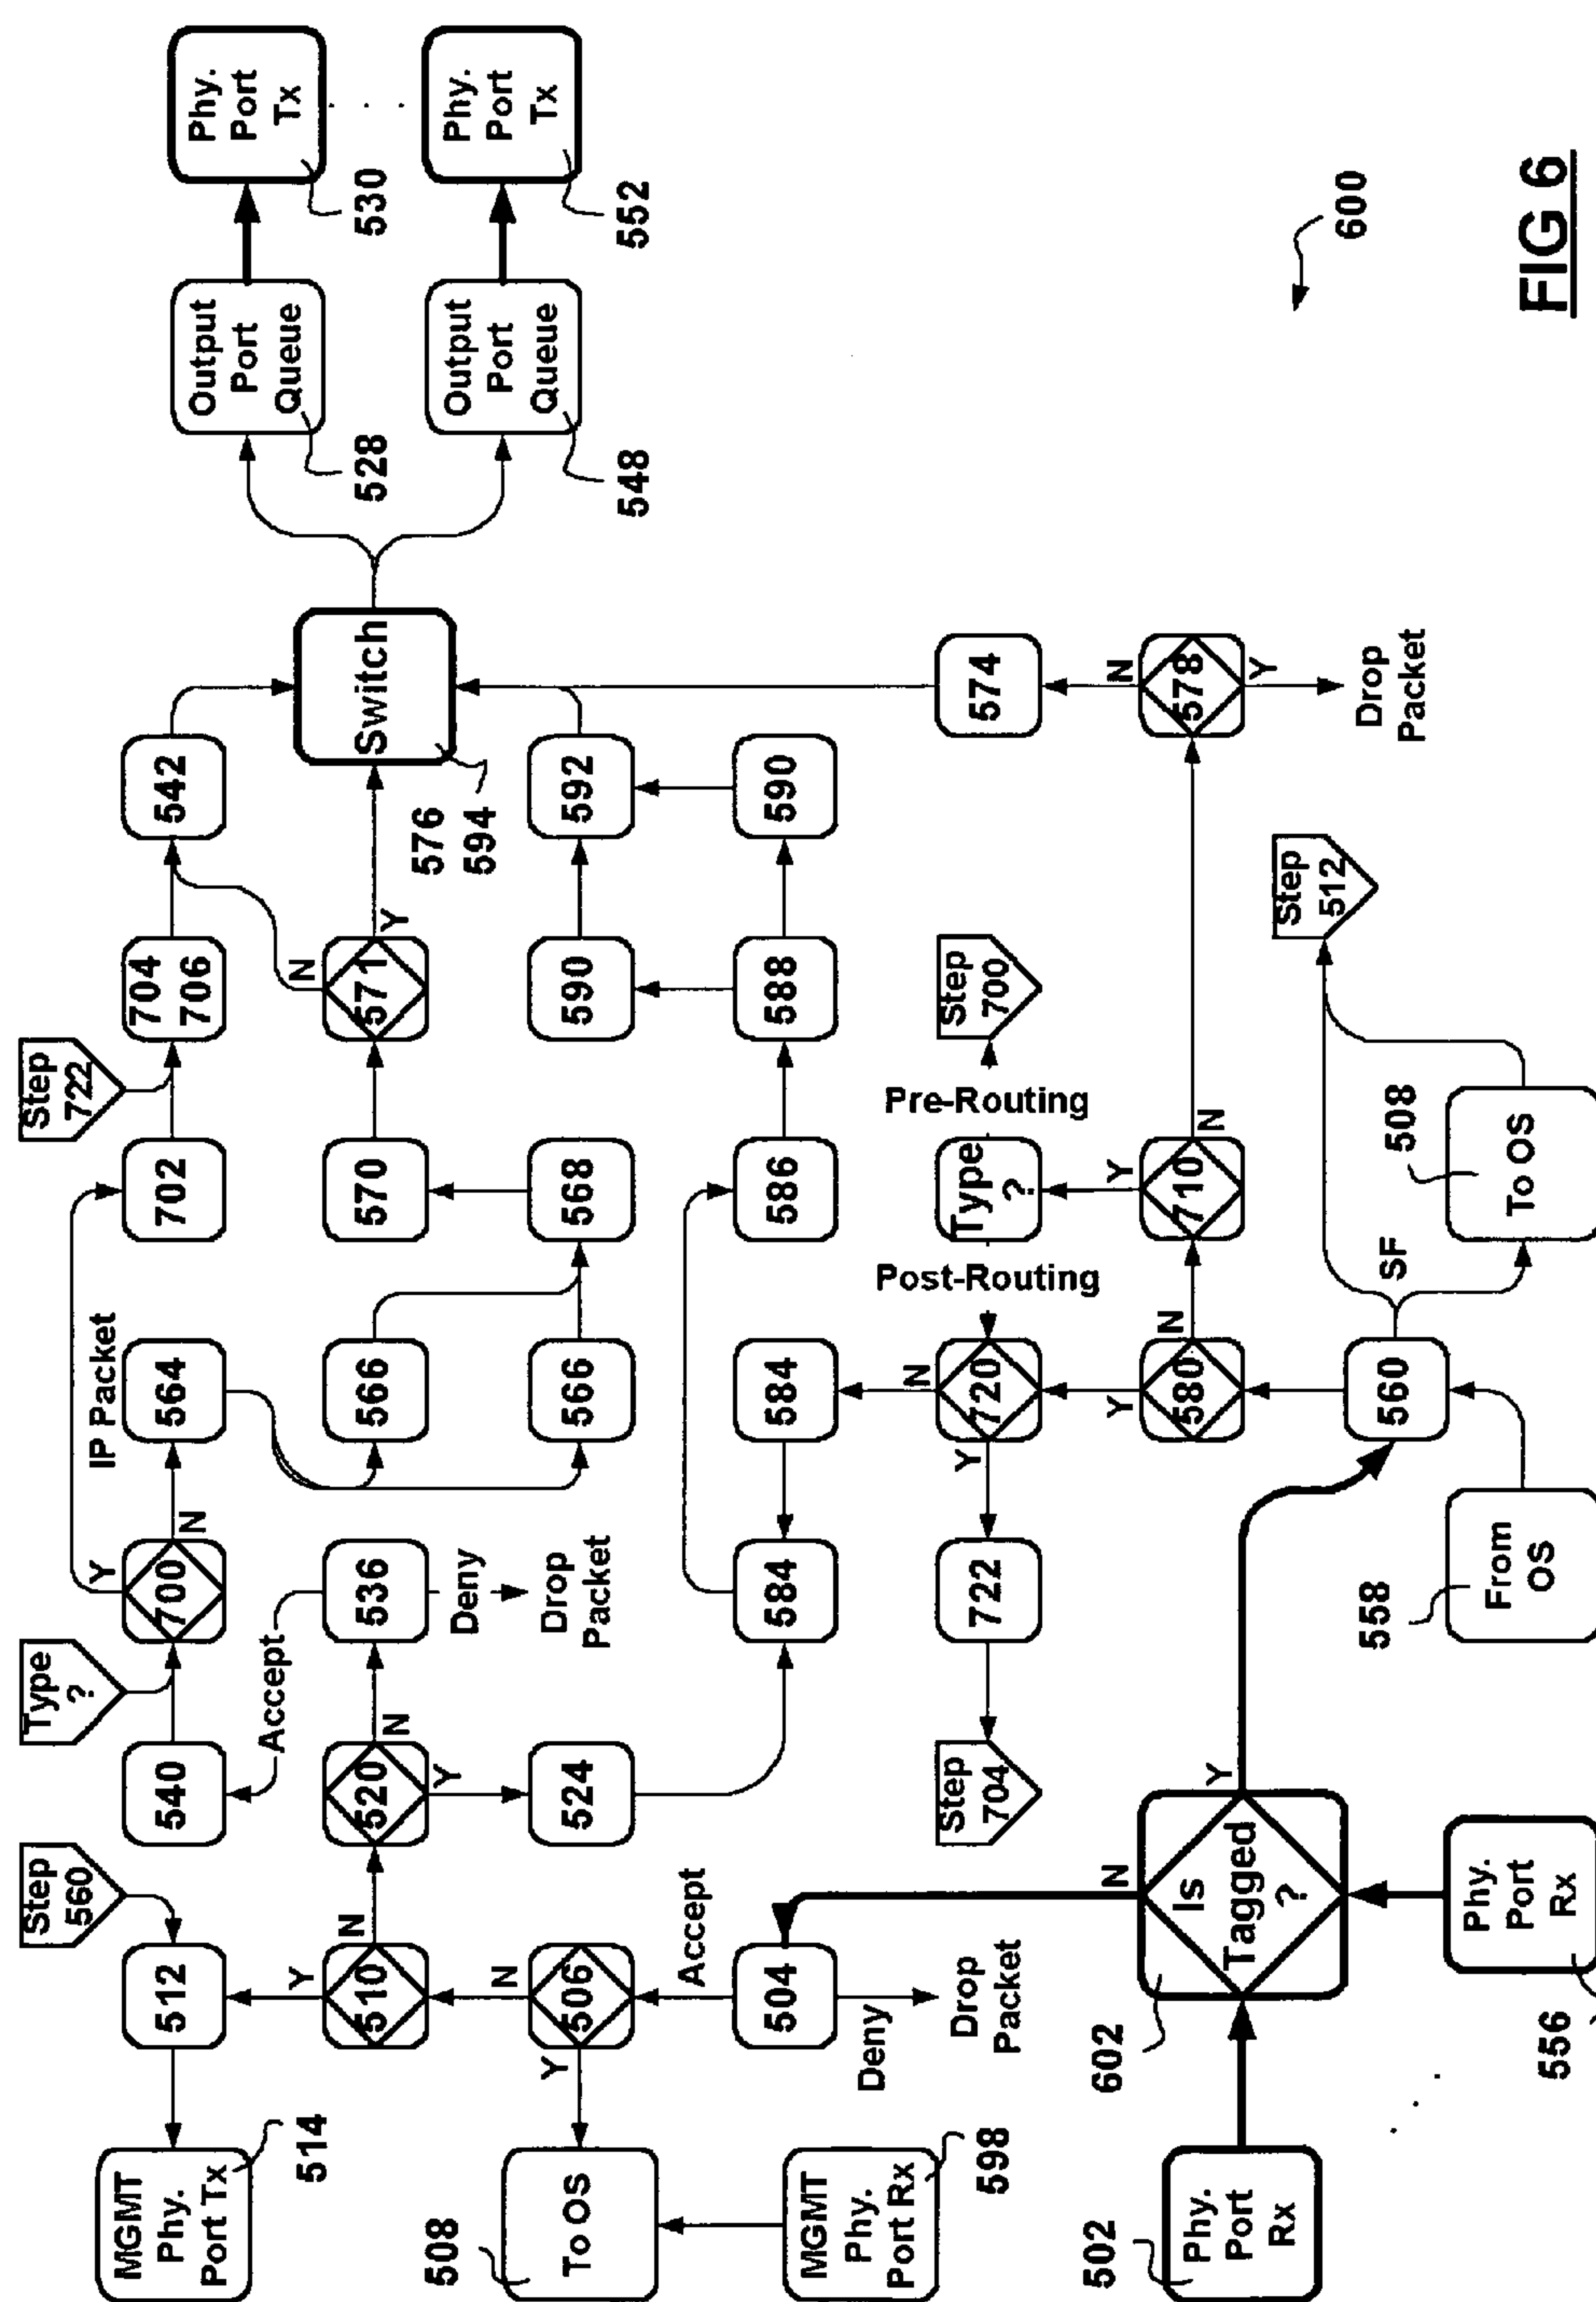 MGMT
Phy.
Port Tx
514
512
Step
560
540
Type
?
700
Y
N
IP Packet
564
702
Step
722
704
706
542
510
Y
N
520
N
Y
Accept
536
Deny
Drop
Packet
566
570
571
N
Y
Switch
576
594
Output
Port
Queue
528
Phy.
Port
Tx
530
508
To OS
Y
506
N
524
566
568
590
592
Output
Port
Queue
548
Phy.
Port
Tx
552
MGMT
Phy.
Port Rx
598
504
Accept
Deny
Drop
Packet
584
584
586
588
590
Step
704
722
Y
720
N
Post-Routing
Type
?
Pre-Routing
Step
700
574
502
Phy.
Port
Rx
602
Is
Tagged
?
N
Y
580
Y
N
710
Y
N
578
N
Y
Drop
Packet
560
SF
Step
512
556
Phy.
Port
Rx
558
From
OS
508
To OS
600
FIG 6